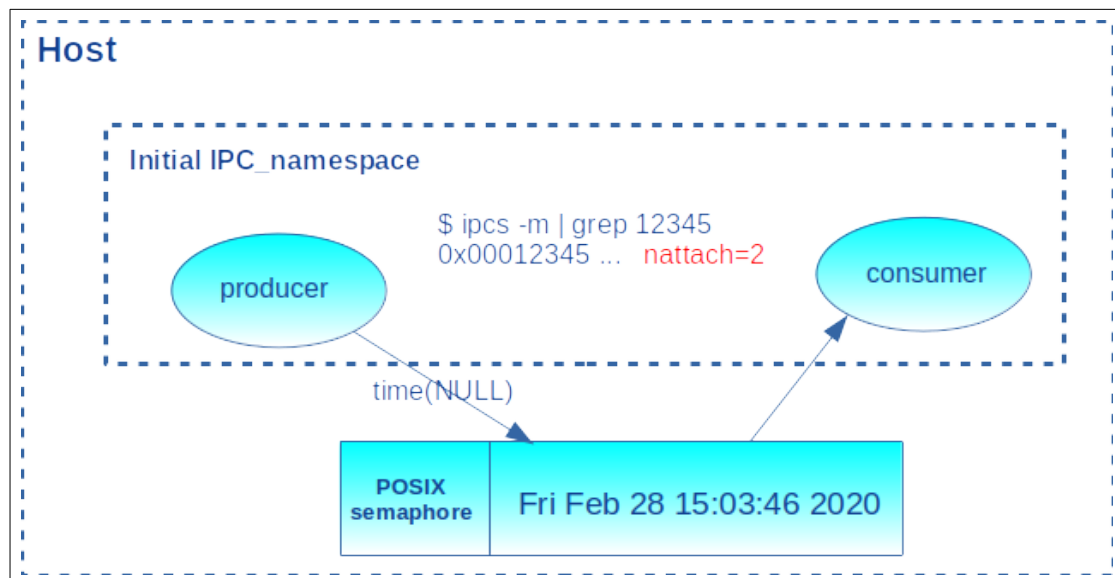 Host
Initial IPC_namespace
$ ipcs -m | grep 12345
0x00012345 ... nattach=2
producer
consumer
time(NULL)
POSIX
semaphore
Fri Feb 28 15:03:46 2020